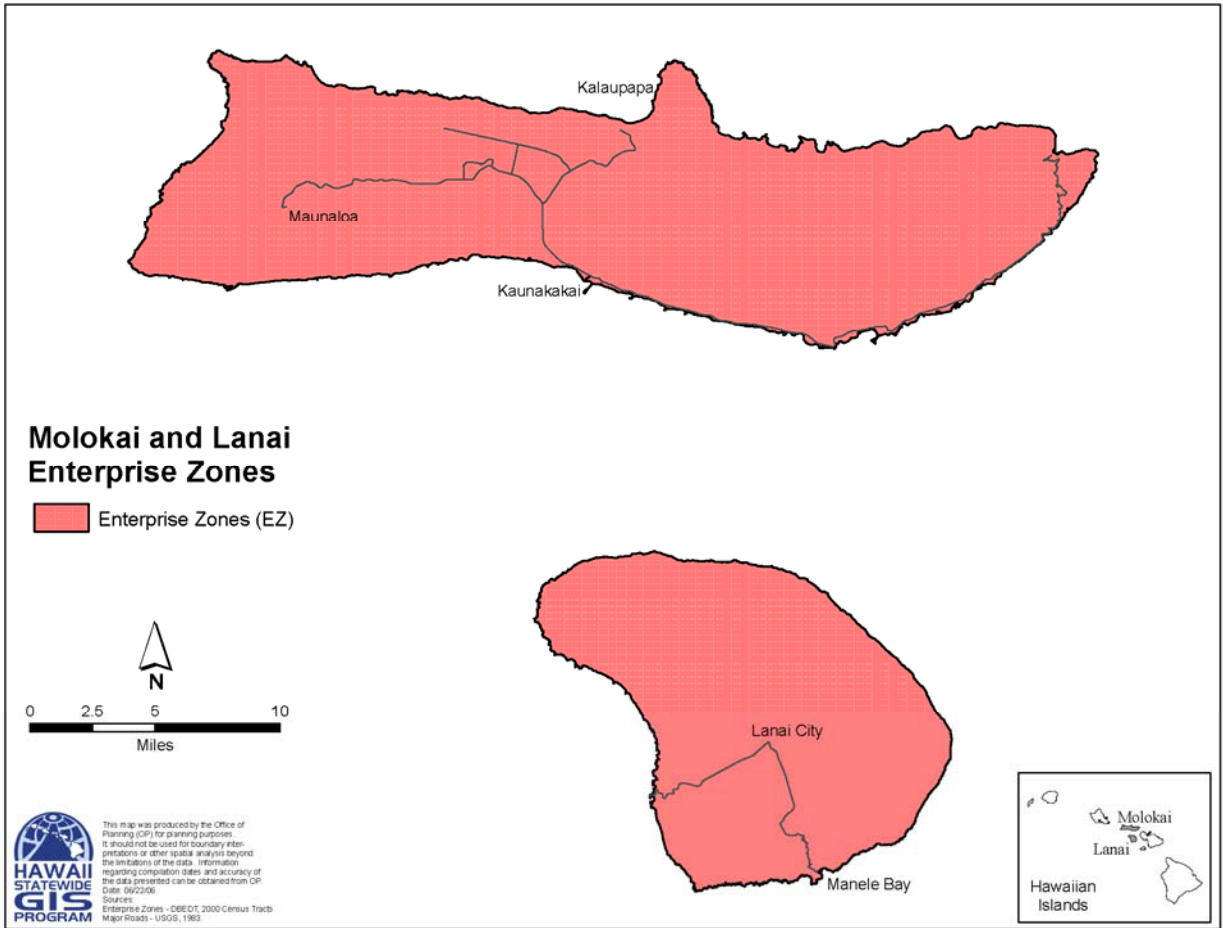 Kalaupapa
Maunaloa
Kaunakakai
Molokai and Lanai
Enterprise Zones
Enterprise Zones (EZ)
N
0 2.5 5 10
Miles
Lanai City
Manele Bay
HAWAII
STATEWIDE
GIS
PROGRAM
This map was produced by the Office of
Planning (OP) for planning purposes.
It should not be used for boundary inter-
pretations or other spatial analysis beyond
the limitations of the data. Information
regarding compilation dates and accuracy of
the data presented can be obtained from OP.
Date: 06/22/06
Sources:
Enterprise Zones - DBEDT, 2000 Census Tracts
Major Roads - USGS, 1983.
Molokai
Lanai
Hawaiian
Islands